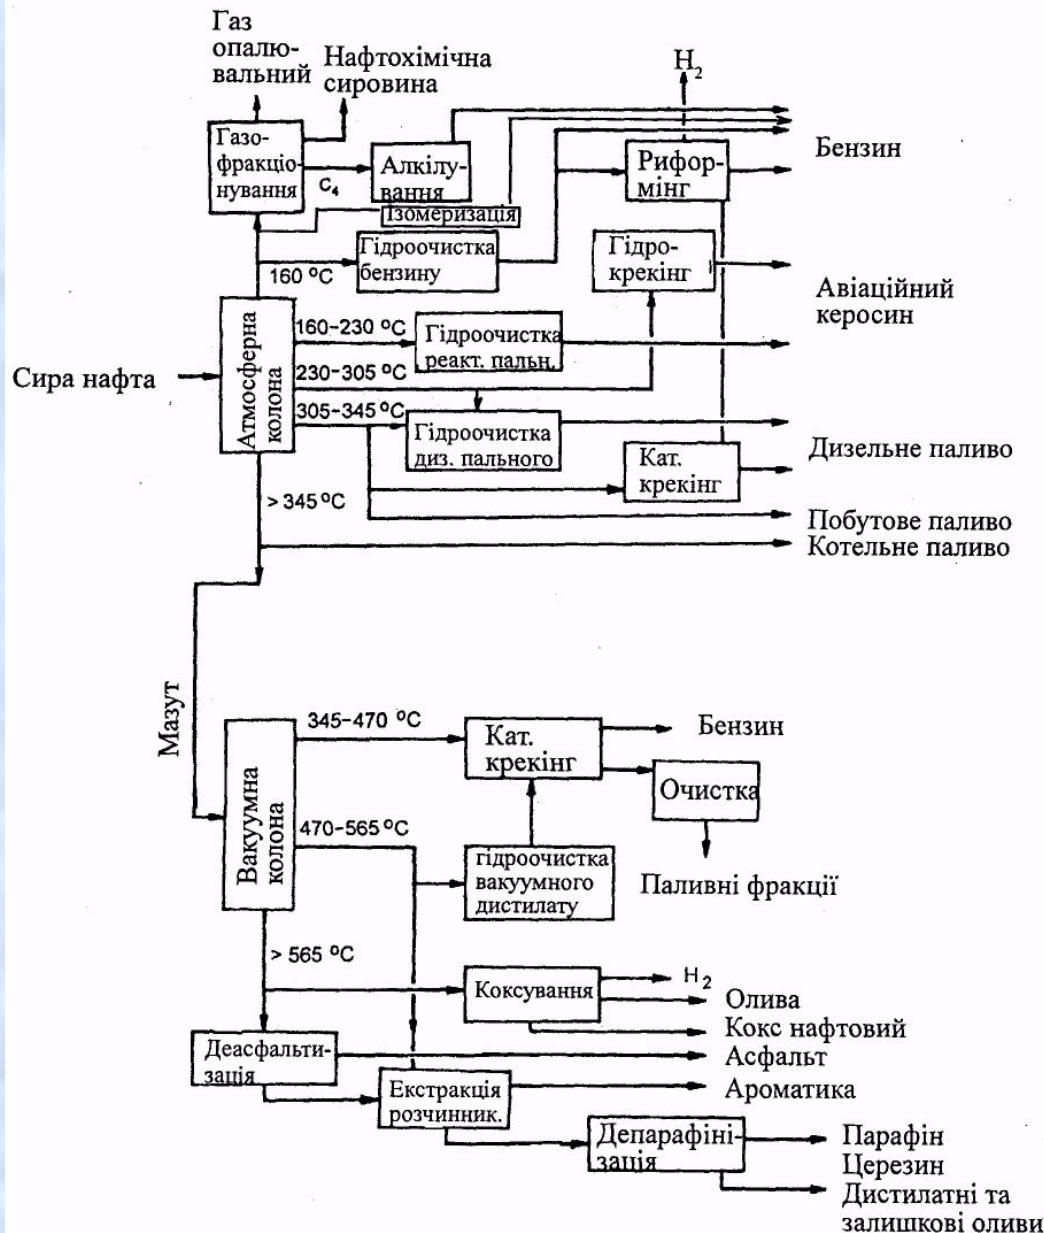 Газ
опалю-
вальний
Нафтохімічна
сировина
H2
Газо-
фракціо-
нування
C4
Алкілу-
вання
Ізомеризація
Риформ-
мінг
Бензин
160 °C
Гідроочистка
бензину
Гідро-
крекінг
Авіаційний
керосин
Сира нафта
Атмосферна
колона
160-230 °C
Гідроочистка
реакт. пальн.
230-305 °C
305-345 °C
Гідроочистка
диз. пального
Кат.
крекінг
Дизельне паливо
> 345 °C
Побутове паливо
Котельне паливо
Мазут
Вакуумна
колона
345-470 °C
Кат.
крекінг
Бензин
Очистка
470-565°C
гідроочистка
вакуумного
дистилату
Паливні фракції
> 565 °C
Коксування
H2
Олива
Кокс нафтовий
Деасфальти-
зація
Асфальт
Екстракція
розчинник.
Ароматика
Депарафіні-
зація
Парафін
Церезин
Дистилатні та
залишкові оливи